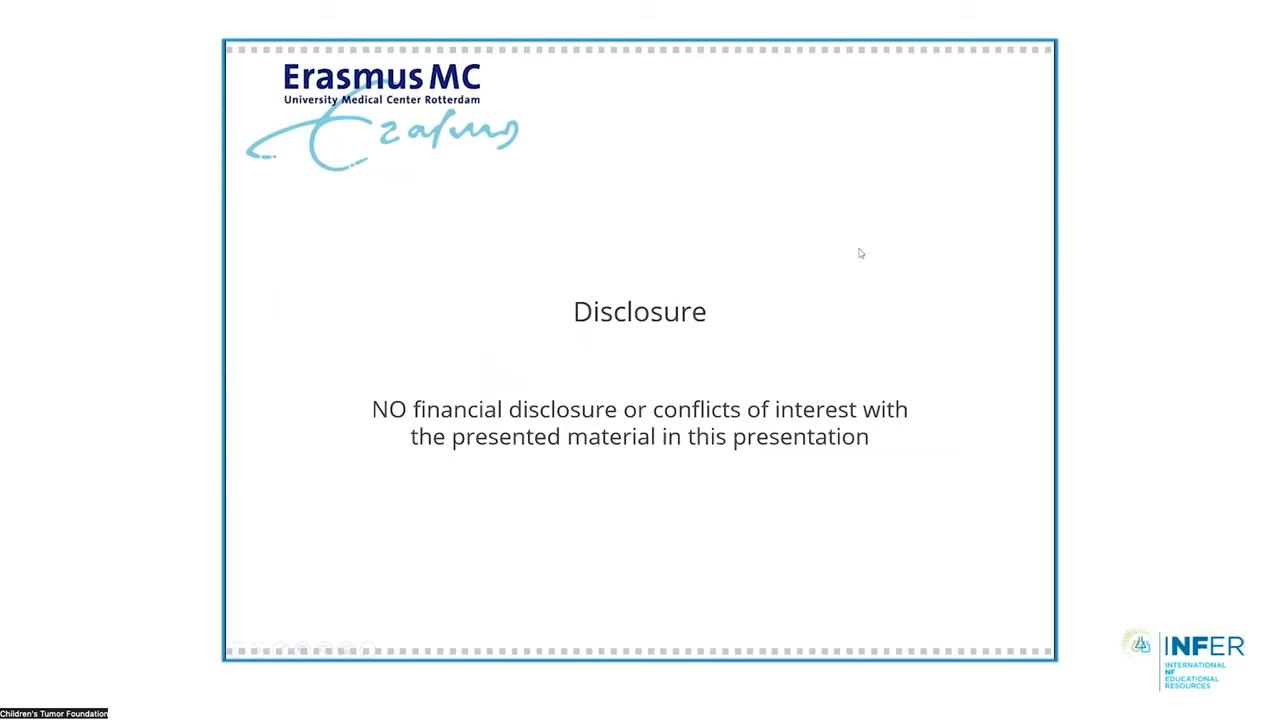 Erasmus MC
University Medical Center Rotterdam
Erasmus
Disclosure
NO financial disclosure or conflicts of interest with
the presented material in this presentation
INFER
INTERNATIONAL
NF
EDUCATIONAL
RESOURCES
Children's Tumor Foundation